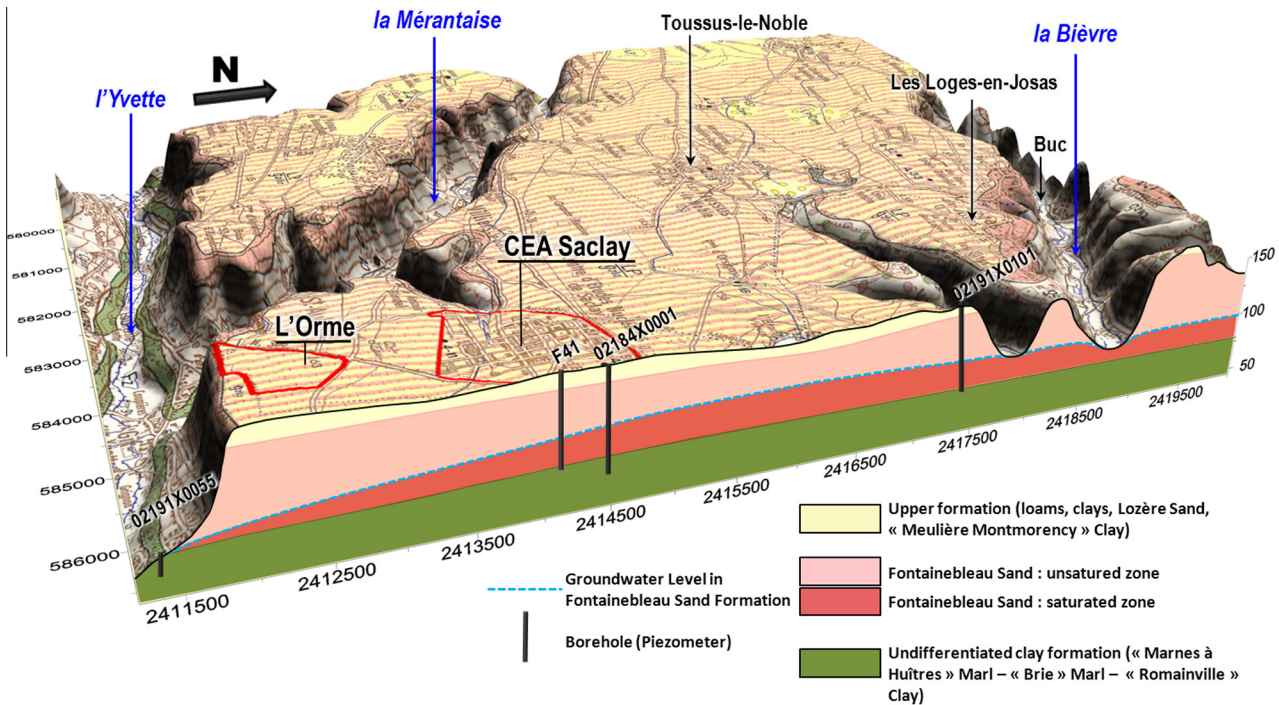 la Mérantaise
Toussus-le-Noble
la Bièvre
N
l'Yvette
Les Loges-en-Josas
Buc
CEA Saclay
L'Orme
F41
02184X0001
02191X0101
02191X0055
580000
581000
582000
583000
584000
585000
586000
2411500
2412500
2413500
2414500
2415500
2416500
2417500
2418500
2419500
150
100
50
Groundwater Level in
Fontainebleau Sand Formation
Borehole (Piezometer)
Upper formation (loams, clays, Lozère Sand,
« Meulière Montmorency » Clay)
Fontainebleau Sand : unsatured zone
Fontainebleau Sand : saturated zone
Undifferentiated clay formation (« Marnes à
Huîtres » Marl – « Brie » Marl – « Romainville »
Clay)